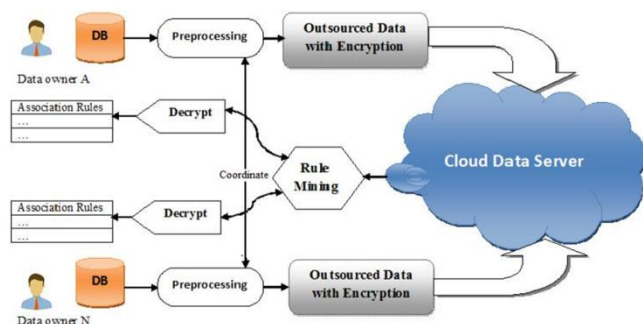 DB
Preprocessing
Outsourced Data
with Encryption
Data owner A
Association Rules
...
...
Decrypt
Coordinate
Rule
Mining
Cloud Data Server
Association Rules
...
...
Decrypt
DB
Preprocessing
Outsourced Data
with Encryption
Data owner N